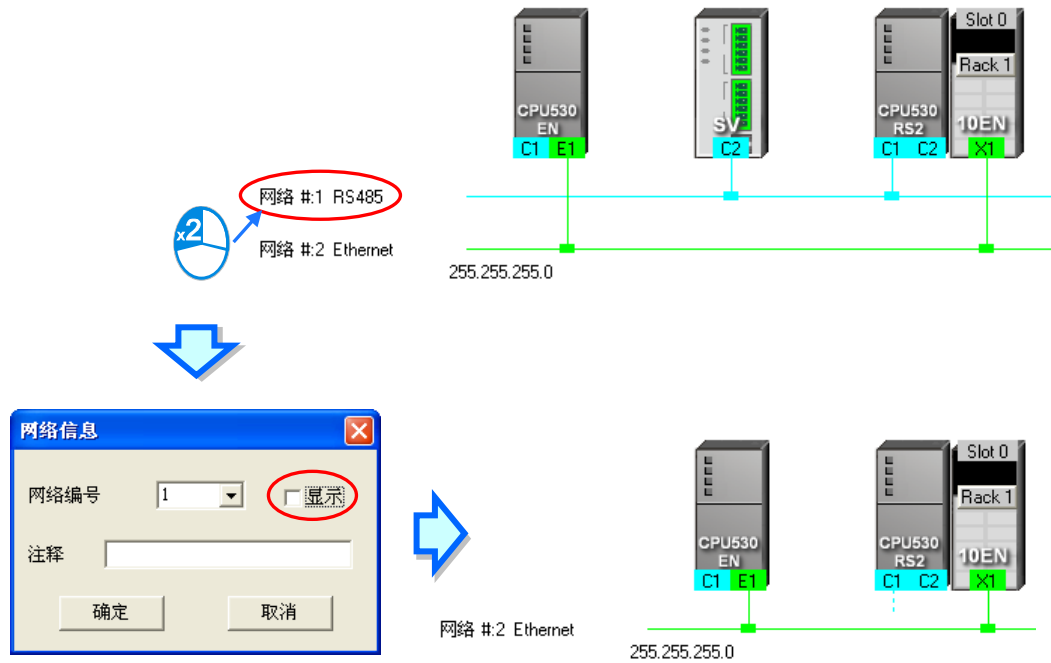 Slot 0
Rack 1
CPU530
EN
C1 E1
SV
C2
CPU530
RS2
C1 C2
10EN
X1
网络 #:1 RS485
网络 #:2 Ethernet
255.255.255.0
x2
网络信息
网络编号 1 显示
注释
确定 取消
Slot 0
Rack 1
CPU530
EN
C1 E1
CPU530
RS2
C1 C2
10EN
X1
网络 #:2 Ethernet
255.255.255.0